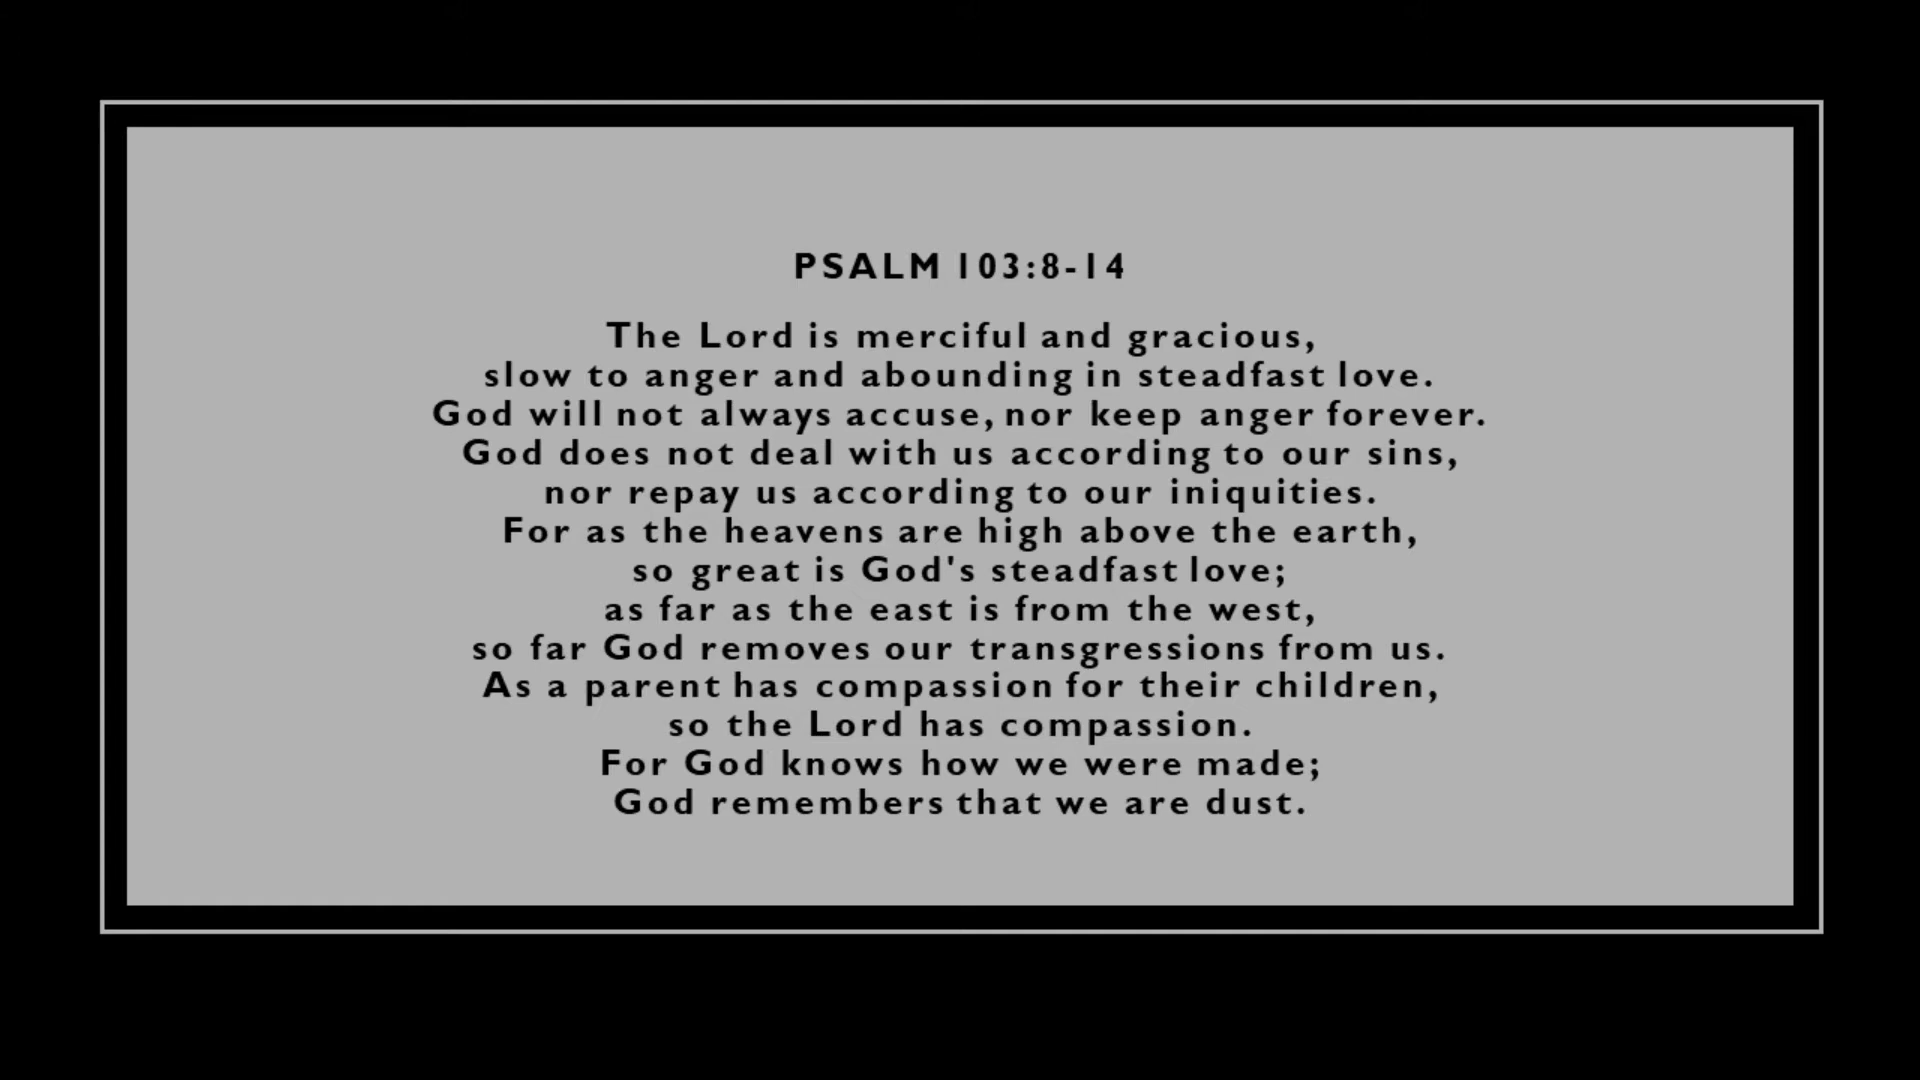 PSALM 103:8-14
The Lord is merciful and gracious,
slow to anger and abounding in steadfast love.
God will not always accuse, nor keep anger forever.
God does not deal with us according to our sins,
nor repay us according to our iniquities.
For as the heavens are high above the earth,
so great is God's steadfast love;
as far as the east is from the west,
so far God removes our transgressions from us.
As a parent has compassion for their children,
so the Lord has compassion.
For God knows how we were made;
God remembers that we are dust.